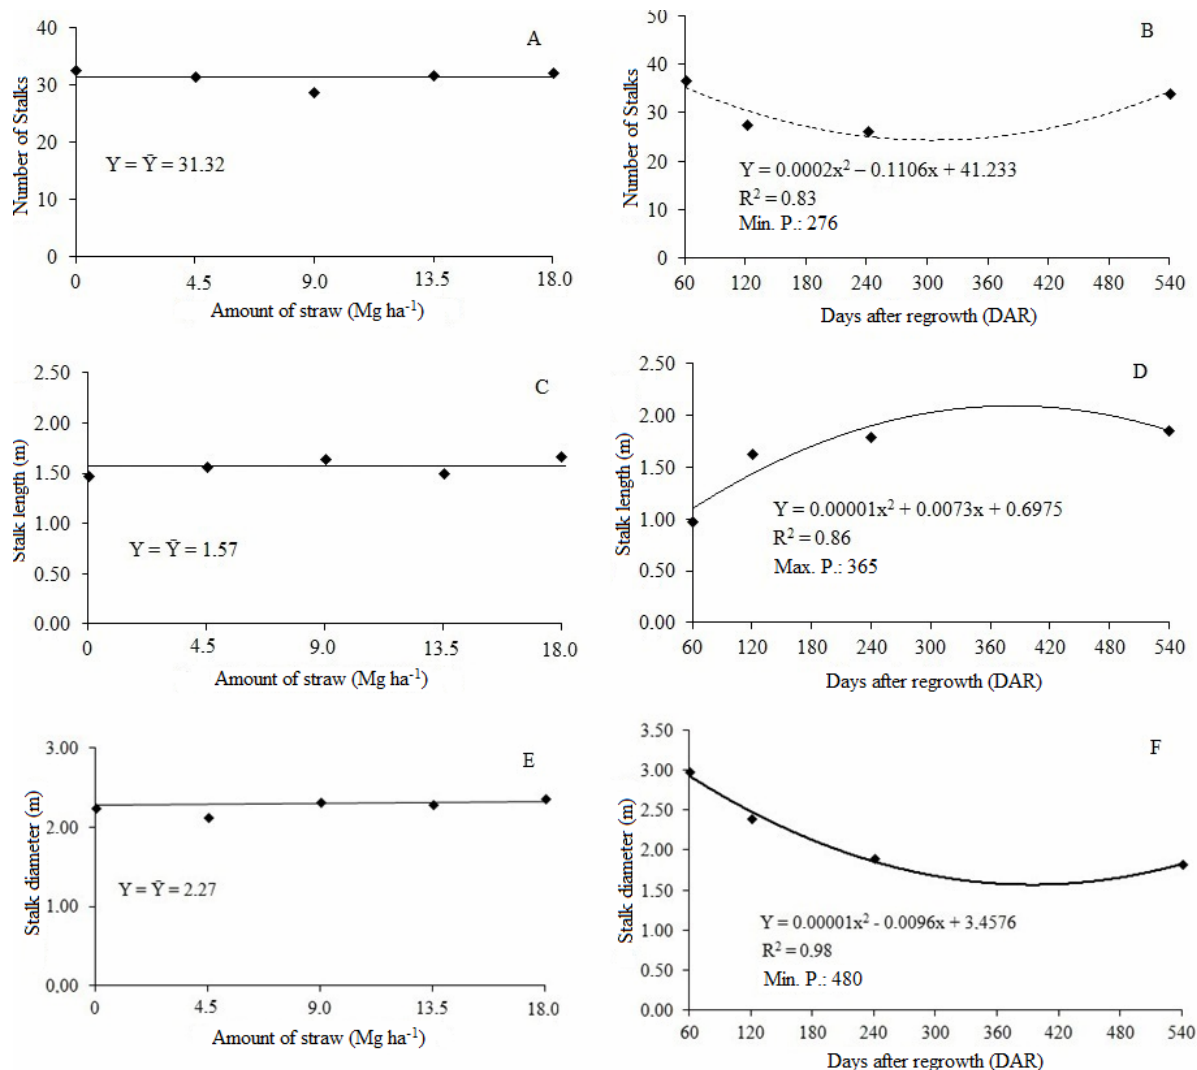 A
Number of Stalks
40
30
20
10
0
Y = Ȳ = 31.32
0 4.5 9.0 13.5 18.0
Amount of straw (Mg ha⁻¹)
B
Number of Stalks
50
40
30
20
10
0
Y = 0.0002x² – 0.1106x + 41.233
R² = 0.83
Min. P.: 276
60 120 180 240 300 360 420 480 540
Days after regrowth (DAR)
C
Stalk length (m)
2.50
2.00
1.50
1.00
0.50
0.00
Y = Ȳ = 1.57
0 4.5 9.0 13.5 18.0
Amount of straw (Mg ha⁻¹)
D
Stalk length (m)
2.50
2.00
1.50
1.00
0.50
0.00
Y = 0.00001x² + 0.0073x + 0.6975
R² = 0.86
Max. P.: 365
60 120 180 240 300 360 420 480 540
Days after regrowth (DAR)
E
Stalk diameter (m)
3.00
2.00
1.00
0.00
Y = Ȳ = 2.27
0 4.5 9.0 13.5 18.0
Amount of straw (Mg ha⁻¹)
F
Stalk diameter (m)
3.50
3.00
2.50
2.00
1.50
1.00
0.50
0.00
Y = 0.00001x² - 0.0096x + 3.4576
R² = 0.98
Min. P.: 480
60 120 180 240 300 360 420 480 540
Days after regrowth (DAR)